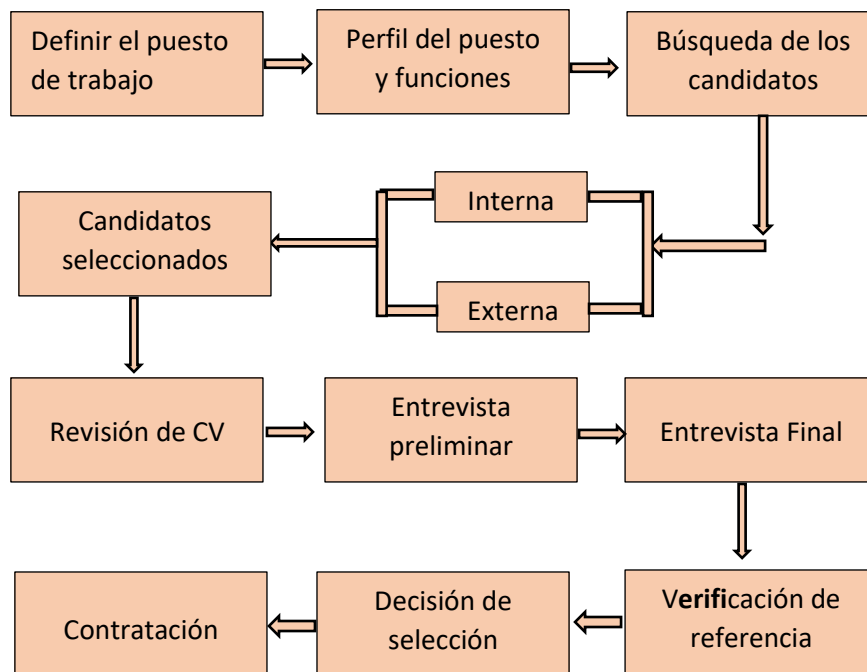 Definir el puesto
de trabajo
Perfil del puesto
y funciones
Búsqueda de los
candidatos
Interna
Externa
Candidatos
seleccionados
Revisión de CV
Entrevista
preliminar
Entrevista Final
Verificación de
referencia
Decisión de
selección
Contratación